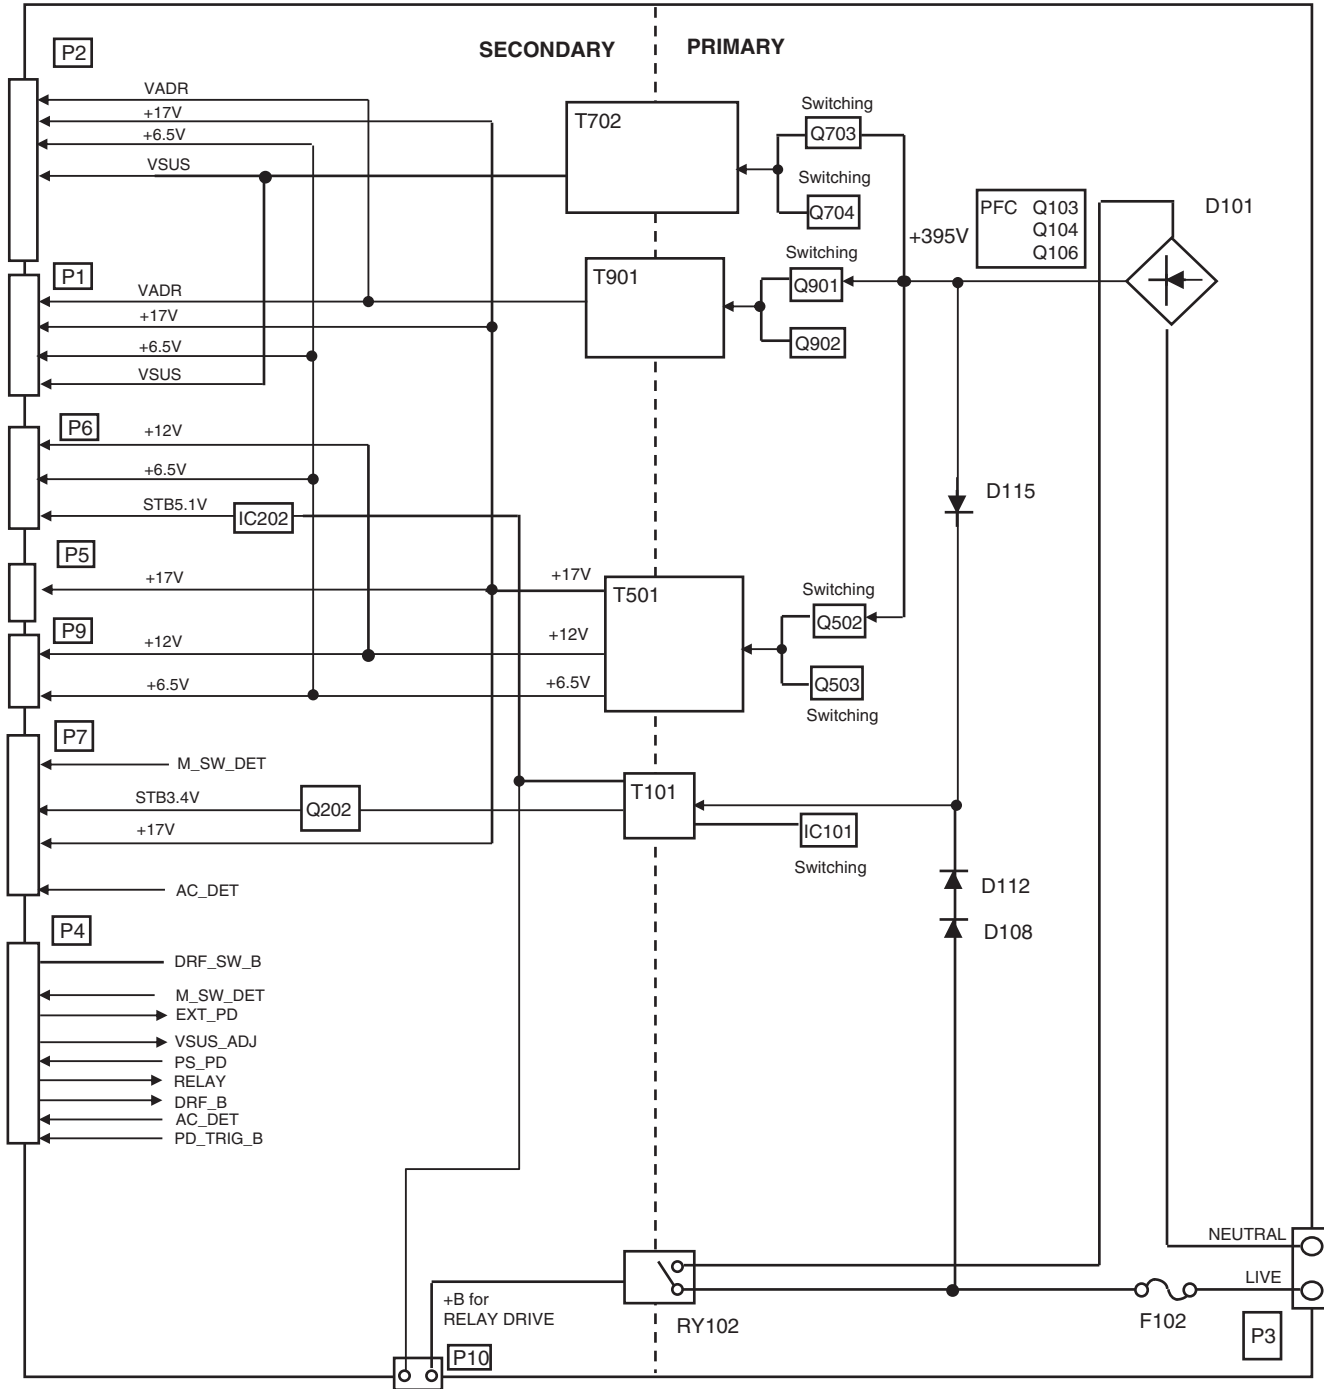 P2
SECONDARY
PRIMARY
VADR
+17V
+6.5V
VSUS
T702
Switching
Q703
Switching
Q704
PFC Q103
Q104
Q106
D101
+395V
P1
VADR
+17V
+6.5V
VSUS
T901
Switching
Q901
Q902
P6
+12V
+6.5V
STB5.1V
IC202
D115
P5
+17V
+17V
T501
Switching
Q502
P9
+12V
+12V
+6.5V
+6.5V
Q503
Switching
P7
M_SW_DET
STB3.4V
Q202
+17V
AC_DET
T101
IC101
Switching
D112
D108
P4
DRF_SW_B
M_SW_DET
EXT_PD
VSUS_ADJ
PS_PD
RELAY
DRF_B
AC_DET
PD_TRIG_B
NEUTRAL
LIVE
+B for
RELAY DRIVE
RY102
F102
P3
P10